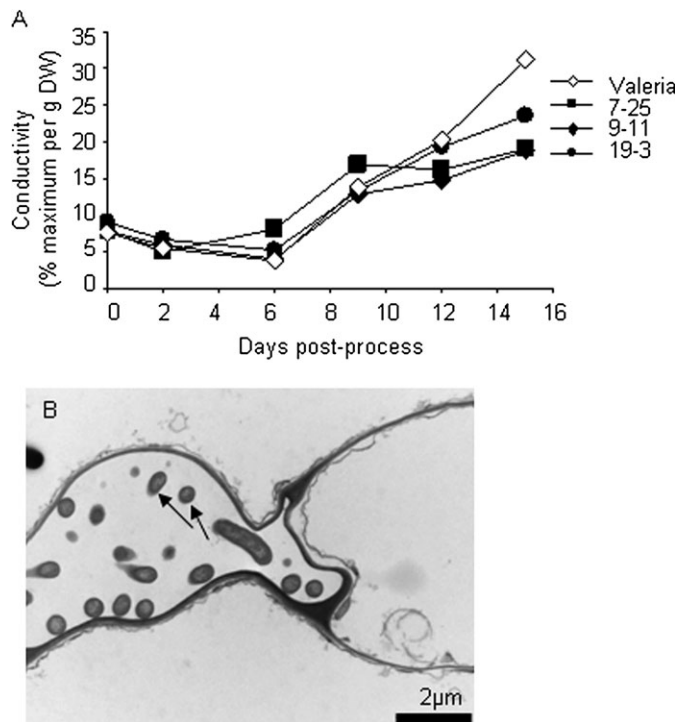 A
35
30
25
20
15
10
5
0
Conductivity
(% maximum per g DW)
0 2 4 6 8 10 12 14 16
Days post-process
Valeria
7-25
9-11
19-3
B
2µm